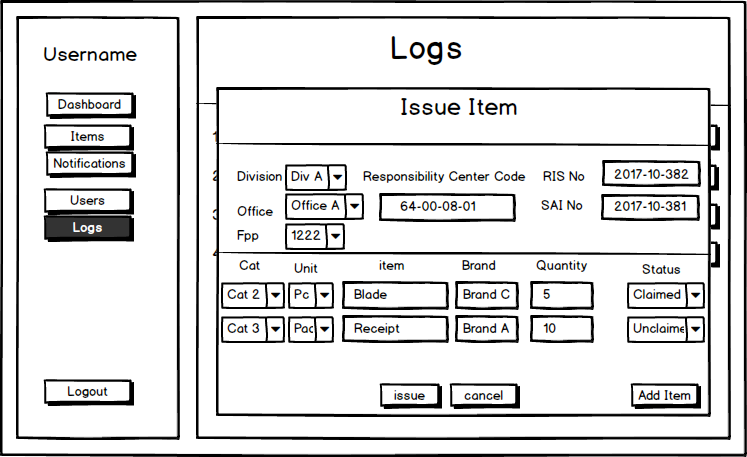 Username
Dashboard
Items
Notifications
Users
Logs
Logout
Logs
Issue Item
Division Div A Responsibility Center Code RIS No 2017-10-382
Office Office A 64-00-08-01 SAI No 2017-10-381
Fpp 1222
Cat Unit item Brand Quantity Status
Cat 2 Pc Blade Brand C 5 Claimed
Cat 3 Pac Receipt Brand A 10 Unclaime
issue cancel Add Item